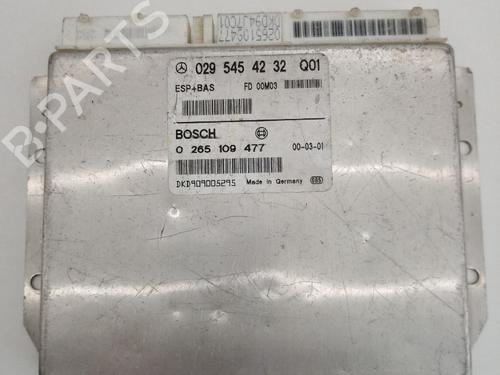 0265109477
DKD94J7C01
029 545 42 32 Q01
ESP+BAS FD 00M03
BOSCH
0 265 109 477 00-03-01
DKD909005295 Made in Germany
B-PARTS